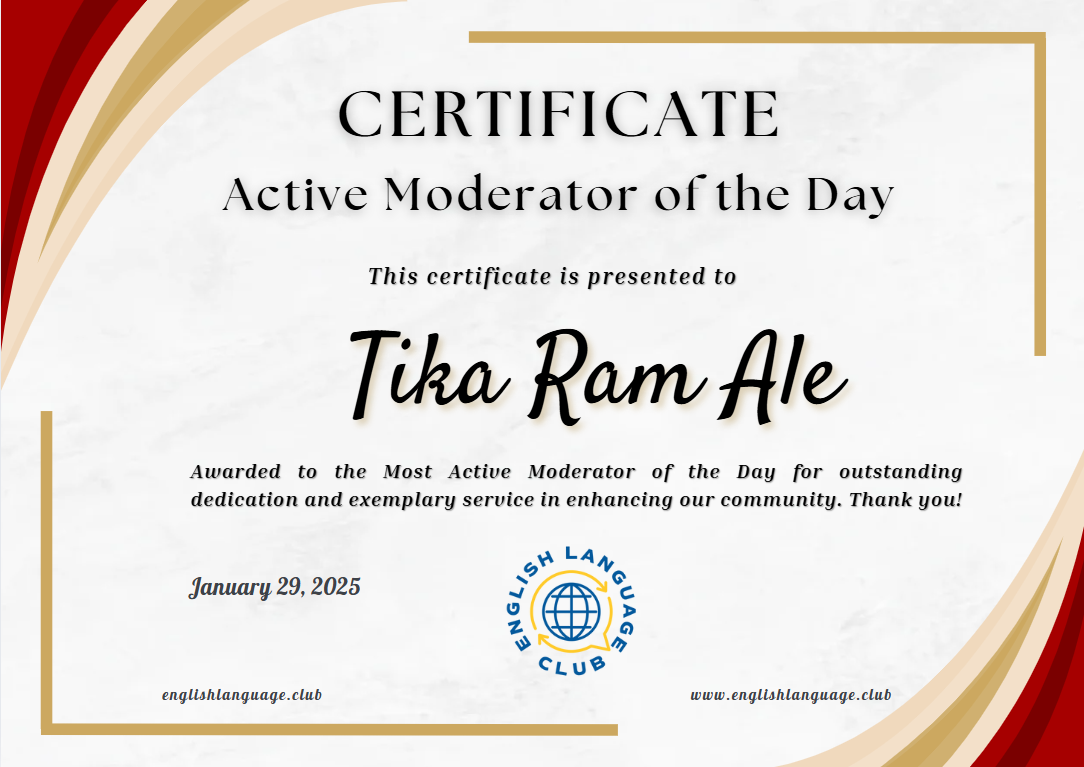 CERTIFICATE
Active Moderator of the Day
This certificate is presented to
Tika Ram Ale
Awarded to the Most Active Moderator of the Day for outstanding
dedication and exemplary service in enhancing our community. Thank you!
January 29, 2025
ENGLISH LANGUAGE
CLUB
englishlanguage.club
www.englishlanguage.club